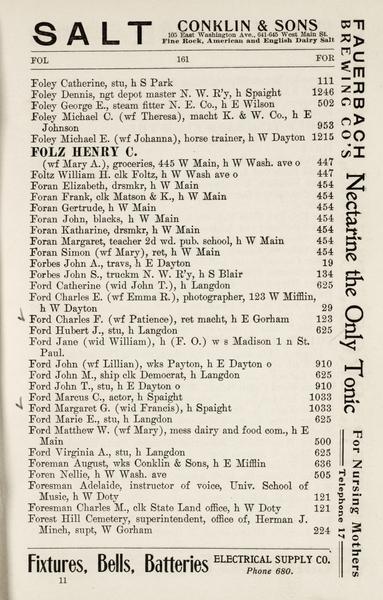 SALT
CONKLIN & SONS
105 East Washington Ave., 641-645 West Main St.
Fine Rock, American and English Dairy Salt
FOL 161 FOR
Foley Catherine, stu, h S Park 111
Foley Dennis, ngt depot master N. W. R'y, h Spaight 1246
Foley George E., steam fitter N. E. Co., h E Wilson 502
Foley Michael C. (wf Theresa), macht K. & W. Co., h E
Johnson 953
Foley Michael E. (wf Johanna), horse trainer, h W Dayton 1215
FOLZ HENRY C.
(wf Mary A.), groceries, 445 W Main, h W Wash. ave o 447
Foltz William H. clk Foltz, h W Wash ave o 447
Foran Elizabeth, drsmkr, h W Main 454
Foran Frank, clk Matson & K., h W Main 454
Foran Gertrude, h W Main 454
Foran John, blacks, h W Main 454
Foran Katharine, drsmkr, h W Main 454
Foran Margaret, teacher 2d wd. pub. school, h W Main 454
Foran Simon (wf Mary), ret, h W Main 454
Forbes John A., travs, h E Dayton 19
Forbes John S., truckm N. W. R'y, h S Blair 134
Ford Catherine (wid John T.), h Langdon 625
Ford Charles E. (wf Emma R.), photographer, 123 W Mifflin,
h W Dayton 29
Ford Charles F. (wf Patience), ret macht, h E Gorham 123
Ford Hubert J., stu, h Langdon 625
Ford Jane (wid William), h (F. O.) w s Madison 1 n St.
Paul.
Ford John (wf Lillian), wks Payton, h E Dayton o 910
Ford John M., ship clk Democrat, h Langdon 625
Ford John T., stu, h E Dayton o 910
Ford Marcus C., actor, h Spaight 1033
Ford Margaret G. (wid Francis), h Spaight 1033
Ford Marie E., stu, h Langdon 625
Ford Matthew W. (wf Mary), mess dairy and food com., h E
Main 500
Ford Virginia A., stu, h Langdon 625
Foreman August, wks Conklin & Sons, h E Mifflin 636
Foren Nellie, h W Wash. ave 505
Foresman Adelaide, instructor of voice, Univ. School of
Music, h W Doty 121
Foresman Charles M., clk State Land office, h W Doty 121
Forest Hill Cemetery, superintendent, office of, Herman J.
Minch, supt, W Gorham 224
Fixtures, Bells, Batteries
ELECTRICAL SUPPLY CO.
Phone 680.
11
FAUERBACH
BREWING CO'S
Nectarine the Only Tonic
For Nursing Mothers
Telephone 17